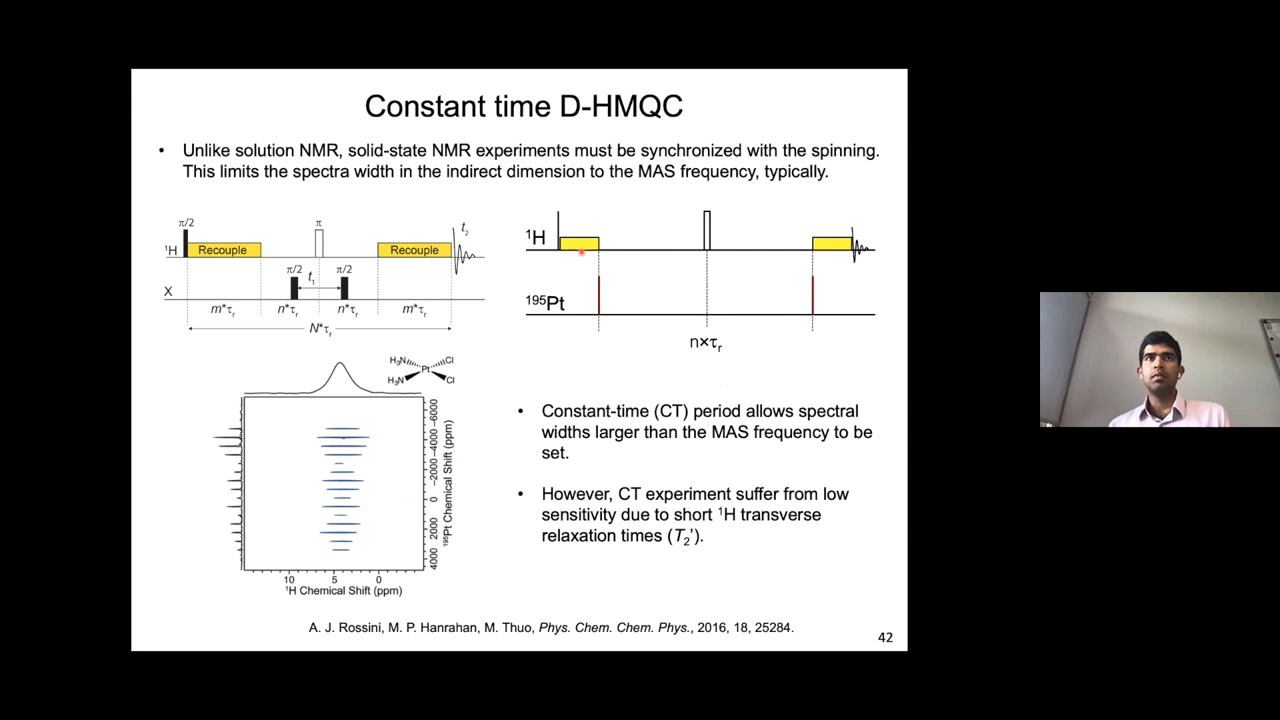 Constant time D-HMQC
• Unlike solution NMR, solid-state NMR experiments must be synchronized with the spinning.
This limits the spectra width in the indirect dimension to the MAS frequency, typically.
π/2 π t₂
¹H Recouple Recouple
π/2 t₁ π/2
X
m*τᵣ n*τᵣ n*τᵣ m*τᵣ
N*τᵣ
¹H
¹⁹⁵Pt
n×τᵣ
H₃N Cl
Pt
H₃N Cl
-6000
-4000
-2000
0
2000
4000
¹⁹⁵Pt Chemical Shift (ppm)
10 5 0
¹H Chemical Shift (ppm)
• Constant-time (CT) period allows spectral
widths larger than the MAS frequency to be
set.
• However, CT experiment suffer from low
sensitivity due to short ¹H transverse
relaxation times (T₂').
A. J. Rossini, M. P. Hanrahan, M. Thuo, Phys. Chem. Chem. Phys., 2016, 18, 25284.
42